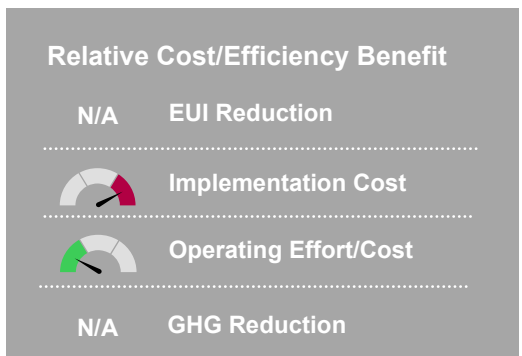 Relative Cost/Efficiency Benefit
N/A EUI Reduction
Implementation Cost
Operating Effort/Cost
N/A GHG Reduction